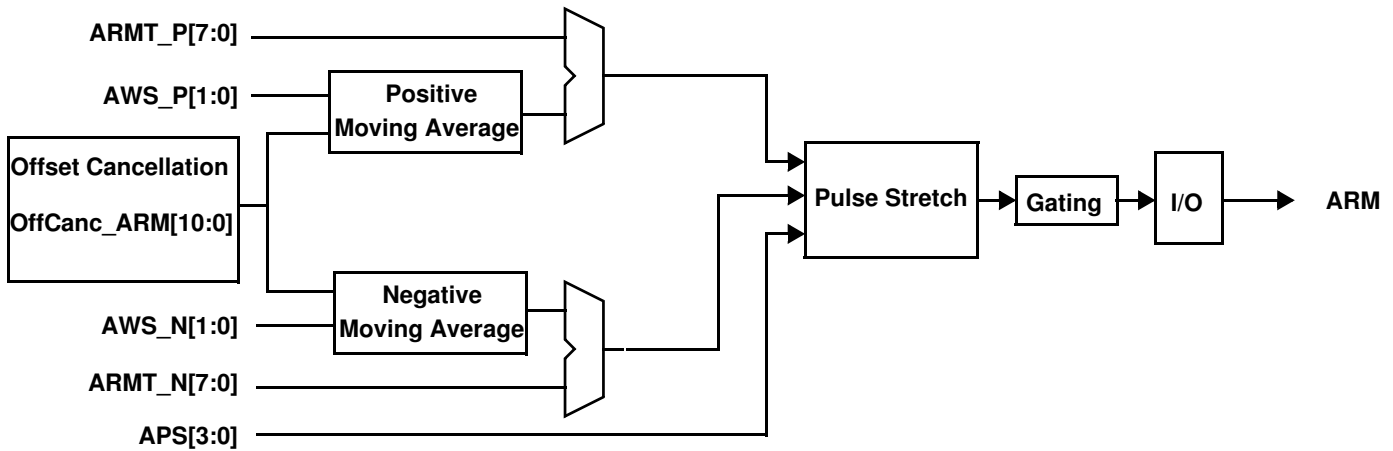 ARMT_P[7:0]
AWS_P[1:0]
Positive
Moving Average
Offset Cancellation
OffCanc_ARM[10:0]
Pulse Stretch
Gating
I/O
ARM
Negative
Moving Average
AWS_N[1:0]
ARMT_N[7:0]
APS[3:0]